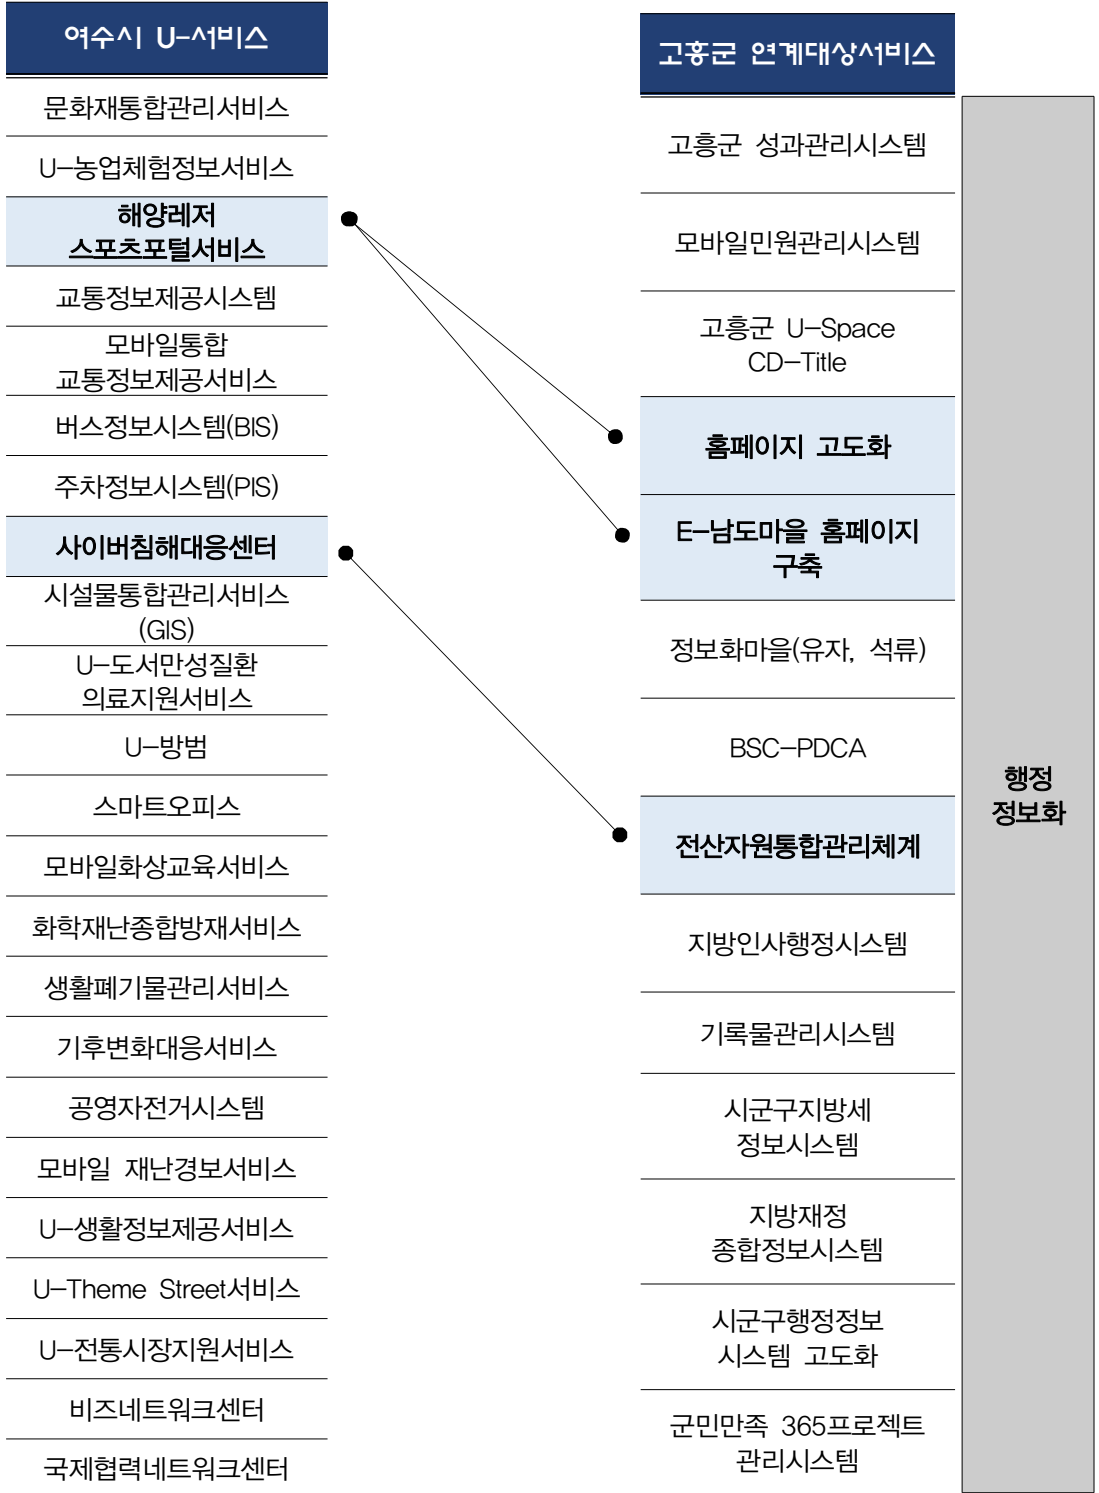 여수시 U-서비스
문화재통합관리서비스
U-농업체험정보서비스
해양레저
스포츠포털서비스
교통정보제공시스템
모바일통합
교통정보제공서비스
버스정보시스템(BIS)
주차정보시스템(PIS)
사이버침해대응센터
시설물통합관리서비스
(GIS)
U-도서만성질환
의료지원서비스
U-방범
스마트오피스
모바일화상교육서비스
화학재난종합방재서비스
생활폐기물관리서비스
기후변화대응서비스
공영자전거시스템
모바일 재난경보서비스
U-생활정보제공서비스
U-Theme Street서비스
U-전통시장지원서비스
비즈네트워크센터
국제협력네트워크센터
고흥군 연계대상서비스
고흥군 성과관리시스템
모바일민원관리시스템
고흥군 U-Space
CD-Title
홈페이지 고도화
E-남도마을 홈페이지
구축
정보화마을(유자, 석류)
BSC-PDCA
전산자원통합관리체계
지방인사행정시스템
기록물관리시스템
시군구지방세
정보시스템
지방재정
종합정보시스템
시군구행정정보
시스템 고도화
군민만족 365프로젝트
관리시스템
행정
정보화